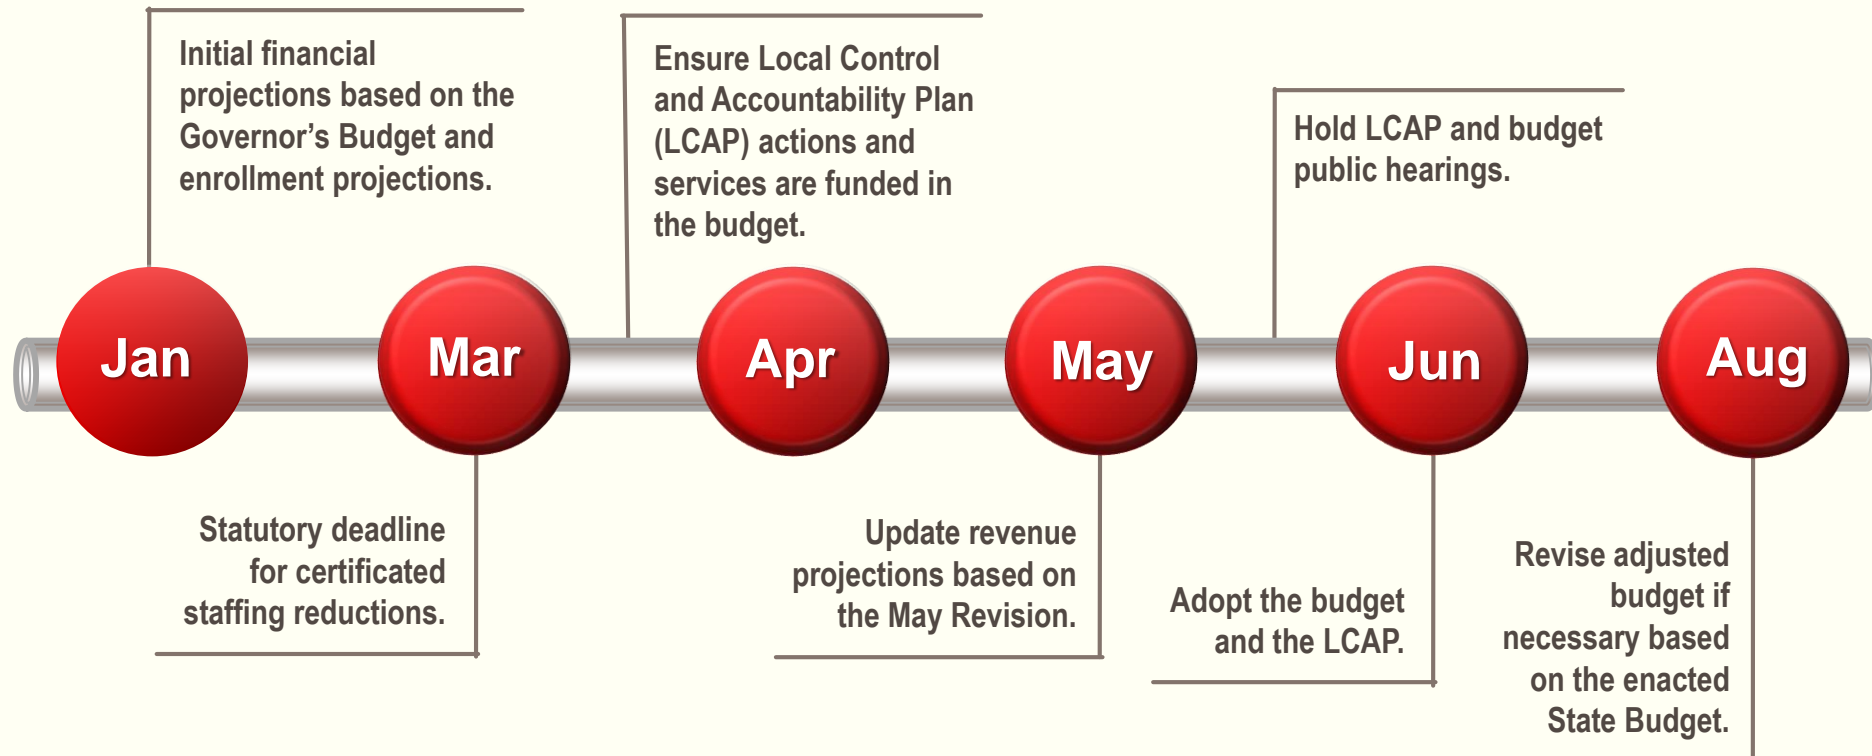 Initial financial
projections based on the
Governor’s Budget and
enrollment projections.
Ensure Local Control
and Accountability Plan
(LCAP) actions and
services are funded in
the budget.
Hold LCAP and budget
public hearings.
Jan
Mar
Apr
May
Jun
Aug
Statutory deadline
for certificated
staffing reductions.
Update revenue
projections based on
the May Revision.
Adopt the budget
and the LCAP.
Revise adjusted
budget if
necessary based
on the enacted
State Budget.